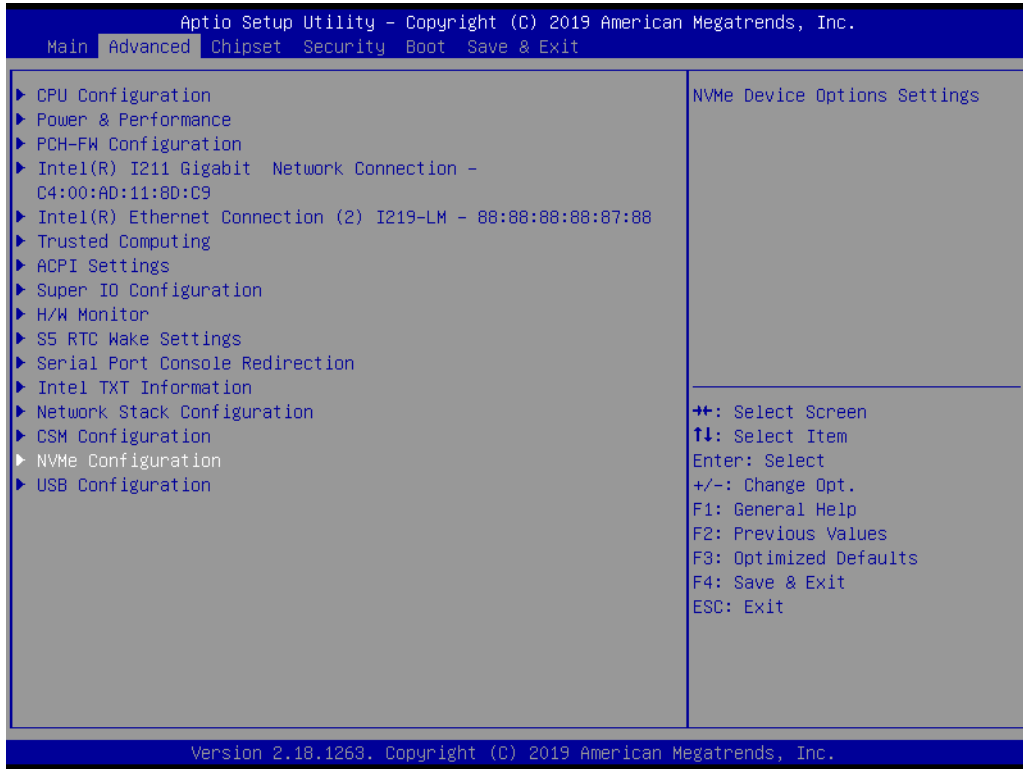 Aptio Setup Utility – Copyright (C) 2019 American Megatrends, Inc.
Main Advanced Chipset Security Boot Save & Exit
▶ CPU Configuration
▶ Power & Performance
▶ PCH-FW Configuration
▶ Intel(R) I211 Gigabit  Network Connection –
C4:00:AD:11:8D:C9
▶ Intel(R) Ethernet Connection (2) I219-LM – 88:88:88:88:87:88
▶ Trusted Computing
▶ ACPI Settings
▶ Super IO Configuration
▶ H/W Monitor
▶ S5 RTC Wake Settings
▶ Serial Port Console Redirection
▶ Intel TXT Information
▶ Network Stack Configuration
▶ CSM Configuration
▶ NVMe Configuration
▶ USB Configuration
NVMe Device Options Settings
→←: Select Screen
↑↓: Select Item
Enter: Select
+/-: Change Opt.
F1: General Help
F2: Previous Values
F3: Optimized Defaults
F4: Save & Exit
ESC: Exit
Version 2.18.1263. Copyright (C) 2019 American Megatrends, Inc.